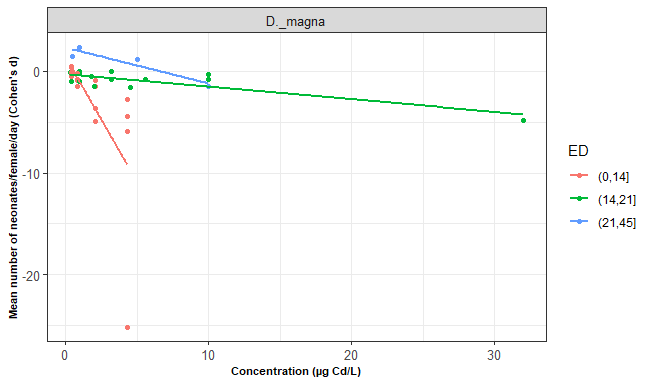 D._magna
Mean number of neonates/female/day (Cohen's d)
0
-10
-20
0 10 20 30
Concentration (µg Cd/L)
ED
(0,14]
(14,21]
(21,45]